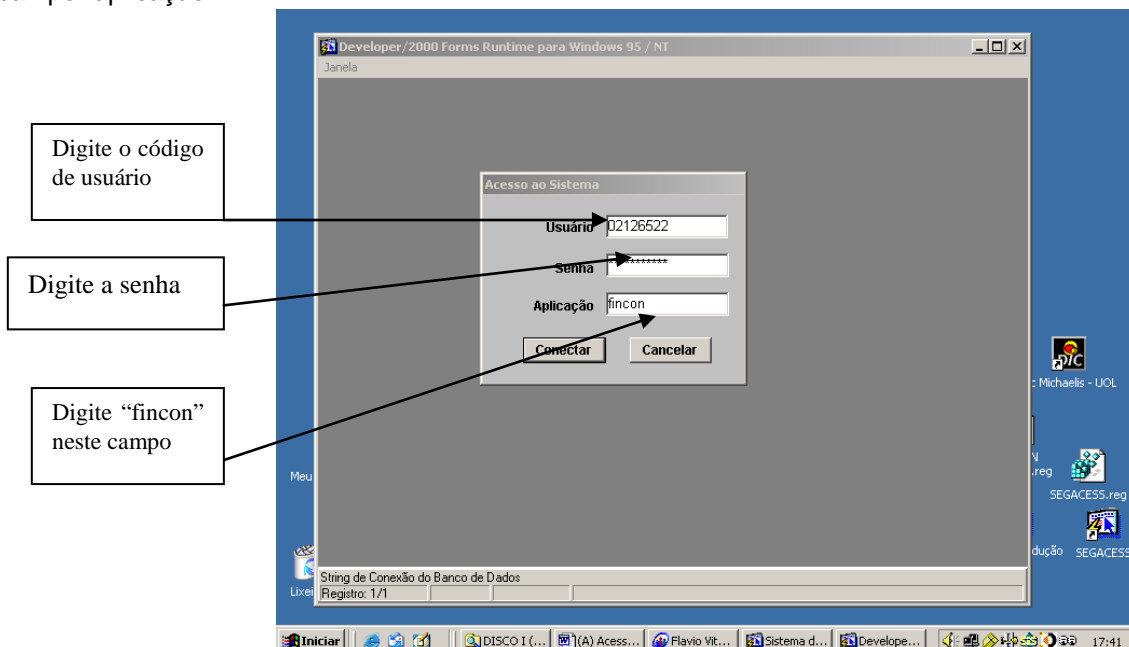 Developer/2000 Forms Runtime para Windows 95 / NT
Janela
Digite o código
de usuário
Acesso ao Sistema
Usuário 02126522
Digite a senha
Senha ***********
Aplicação fincon
Conectar Cancelar
Digite “fincon”
neste campo
Michaelis - UOL
Meu
.reg
SEGACESS.reg
dução SEGACESS
String de Conexão do Banco de Dados
Lixei
Registro: 1/1
Iniciar DISCO I (... (A) Acess... Flavio Vit... Sistema d... Develope... 17:41